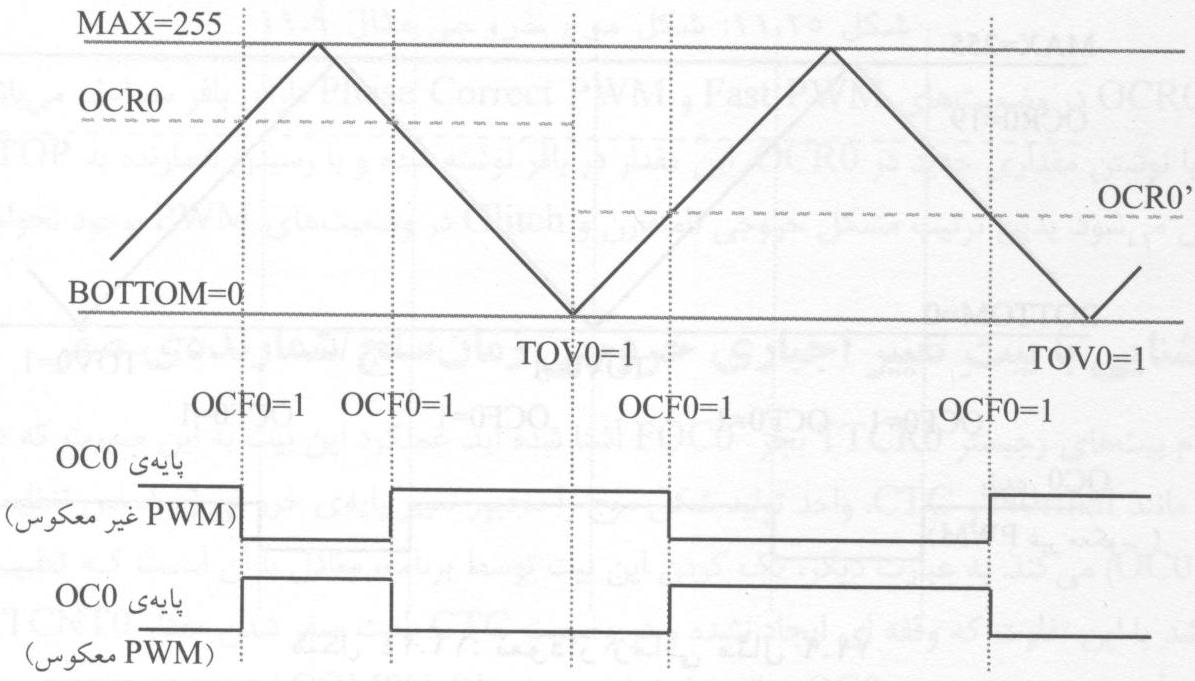 MAX=255
OCR0
OCR0’
BOTTOM=0
TOV0=1
TOV0=1
OCF0=1 OCF0=1 OCF0=1 OCF0=1
پایه‌ی OC0
(PWM غیر معکوس)
پایه‌ی OC0
(PWM معکوس)